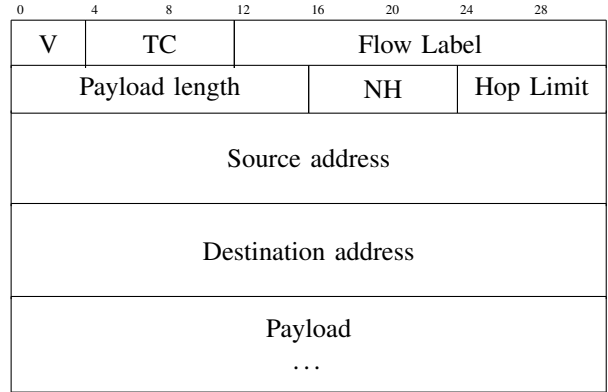 0 4 8 12 16 20 24 28
V TC Flow Label
Payload length NH Hop Limit
Source address
Destination address
Payload
...